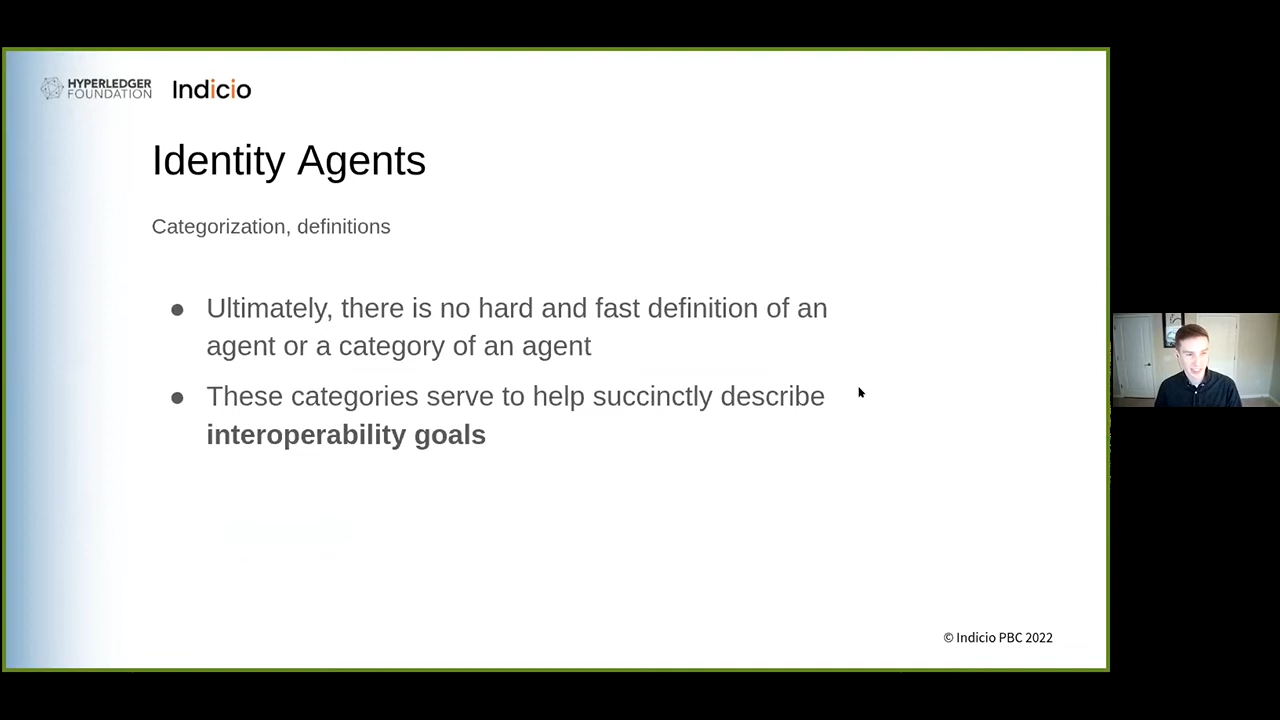 HYPERLEDGER
FOUNDATION
Indicio
Identity Agents
Categorization, definitions
● Ultimately, there is no hard and fast definition of an
agent or a category of an agent
● These categories serve to help succinctly describe
interoperability goals
© Indicio PBC 2022